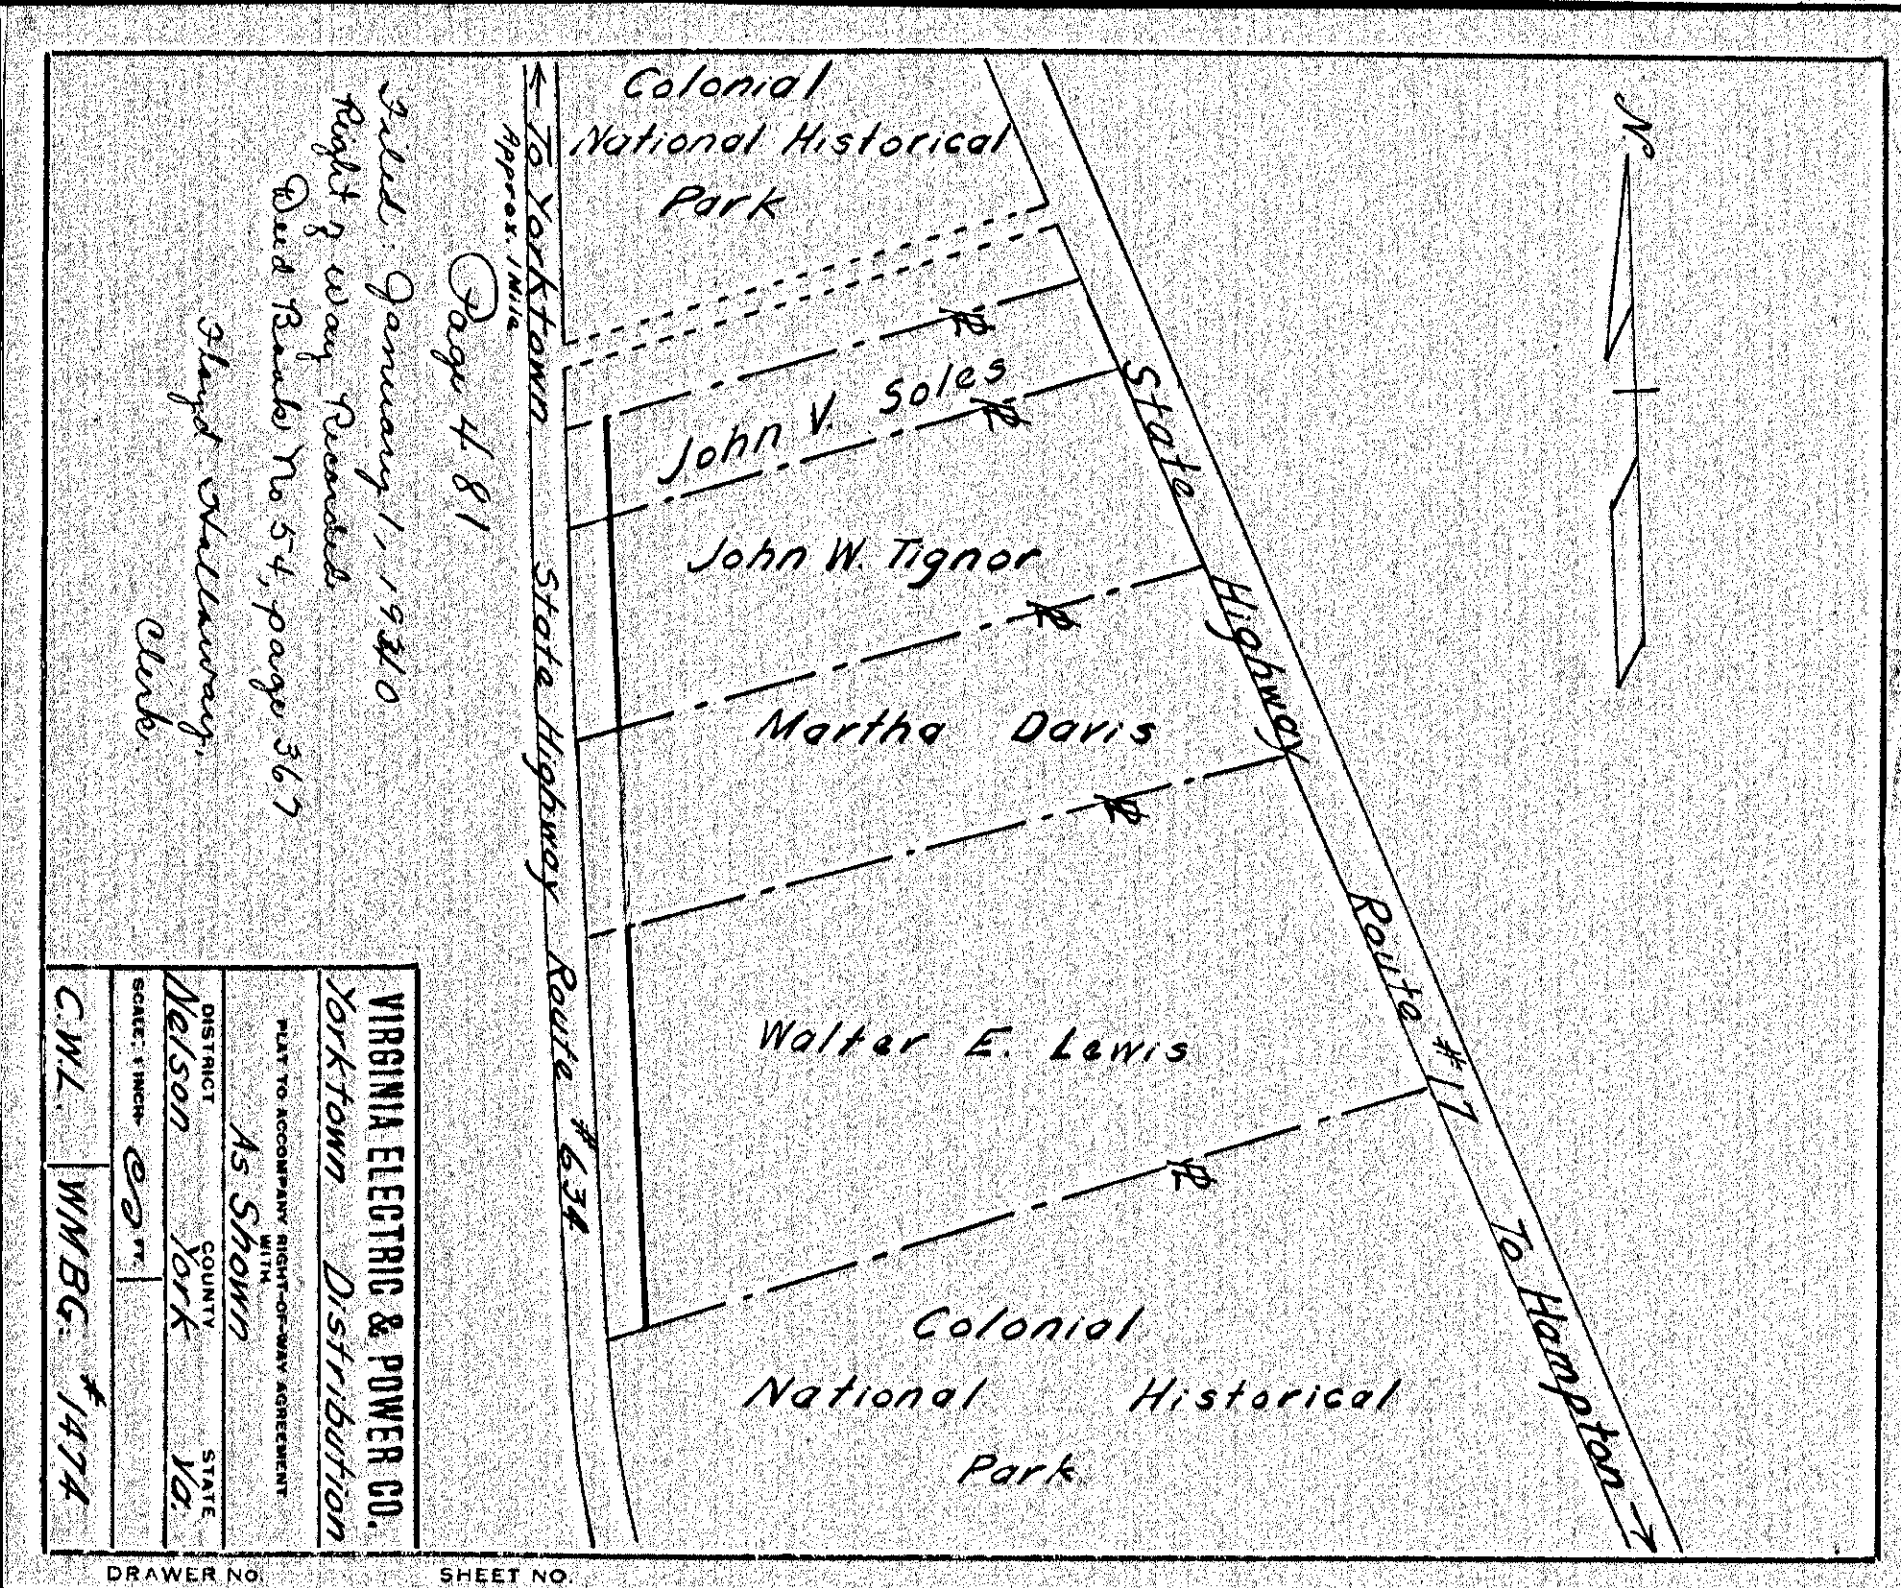 Colonial
National Historical
Park
N
← To Yorktown
Approx. 1 Mile
State Highway Route #634
State Highway Route #17 To Hampton →
John V. Soles
John W. Tignor
Martha Davis
Walter E. Lewis
Colonial
National Historical
Park
Page 481
Filed: January 1, 1940
Right of way Recorded
Deed Book No 54, page 367
Floyd Hallaway,
Clerk.
VIRGINIA ELECTRIC & POWER CO.
Yorktown Distribution
PLAT TO ACCOMPANY RIGHT-OF-WAY AGREEMENT
WITH
As Shown
DISTRICT COUNTY STATE
Nelson York Va.
SCALE: 1 INCH= FT.
C.W.L. WMBG. #1474
DRAWER NO. SHEET NO.